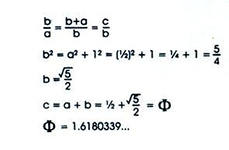 b/a = b+a/b = c/b
b² = a² + 1² = (½)² + 1 = ¼ + 1 = 5/4
b = √5/2
c = a + b = ½ + √5/2 = Φ
Φ = 1.6180339...